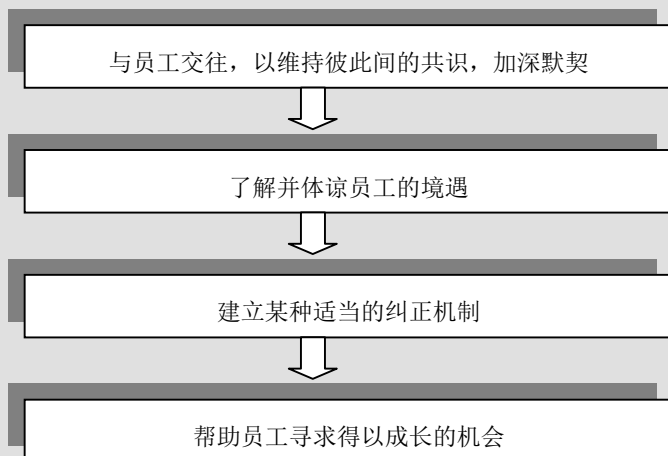 与员工交往，以维持彼此间的共识，加深默契
了解并体谅员工的境遇
建立某种适当的纠正机制
帮助员工寻求得以成长的机会